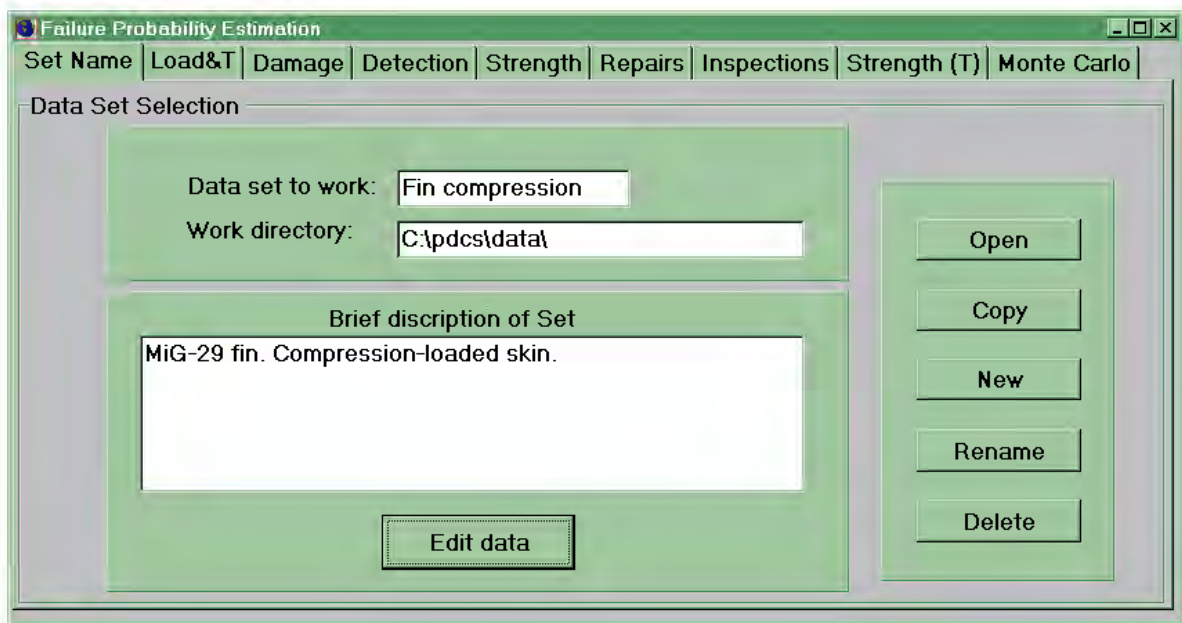 Failure Probability Estimation
Set Name Load&T Damage Detection Strength Repairs Inspections Strength (T) Monte Carlo
Data Set Selection
Data set to work: Fin compression
Work directory: C:\pdcs\data\
Brief discription of Set
MiG-29 fin. Compression-loaded skin.
Edit data
Open
Copy
New
Rename
Delete